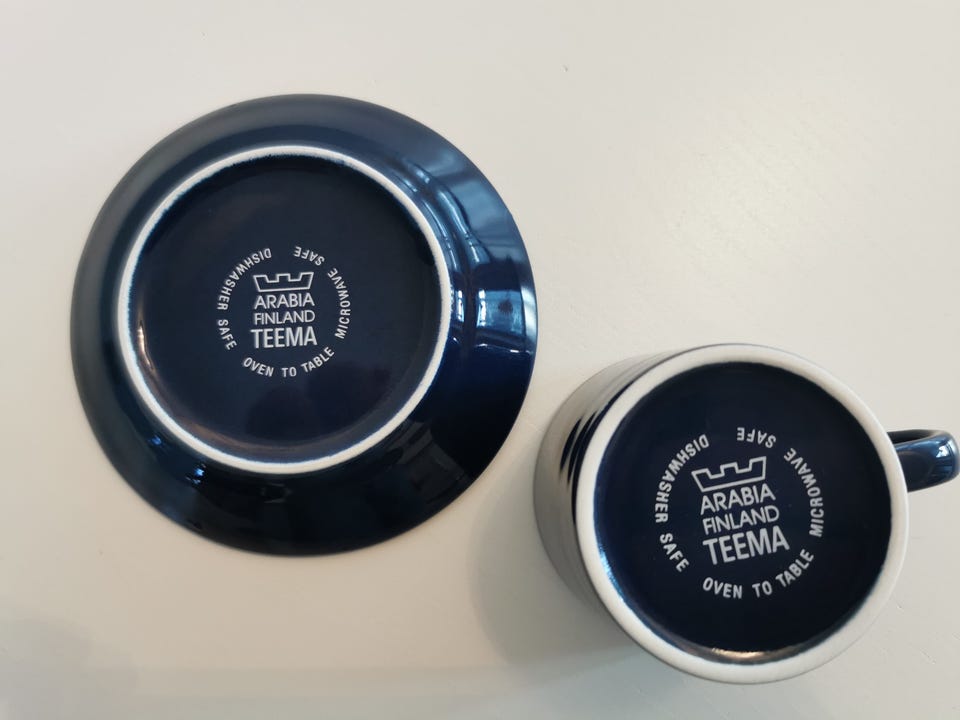 ARABIA
FINLAND
TEEMA
DISHWASHER SAFE
OVEN TO TABLE
MICROWAVE SAFE
ARABIA
FINLAND
TEEMA
DISHWASHER SAFE
OVEN TO TABLE
MICROWAVE SAFE